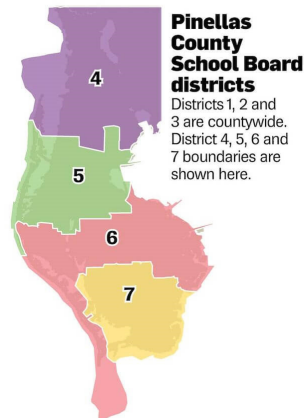 Pinellas
County
School Board
districts
Districts 1, 2 and
3 are countywide.
District 4, 5, 6 and
7 boundaries are
shown here.
4
5
6
7